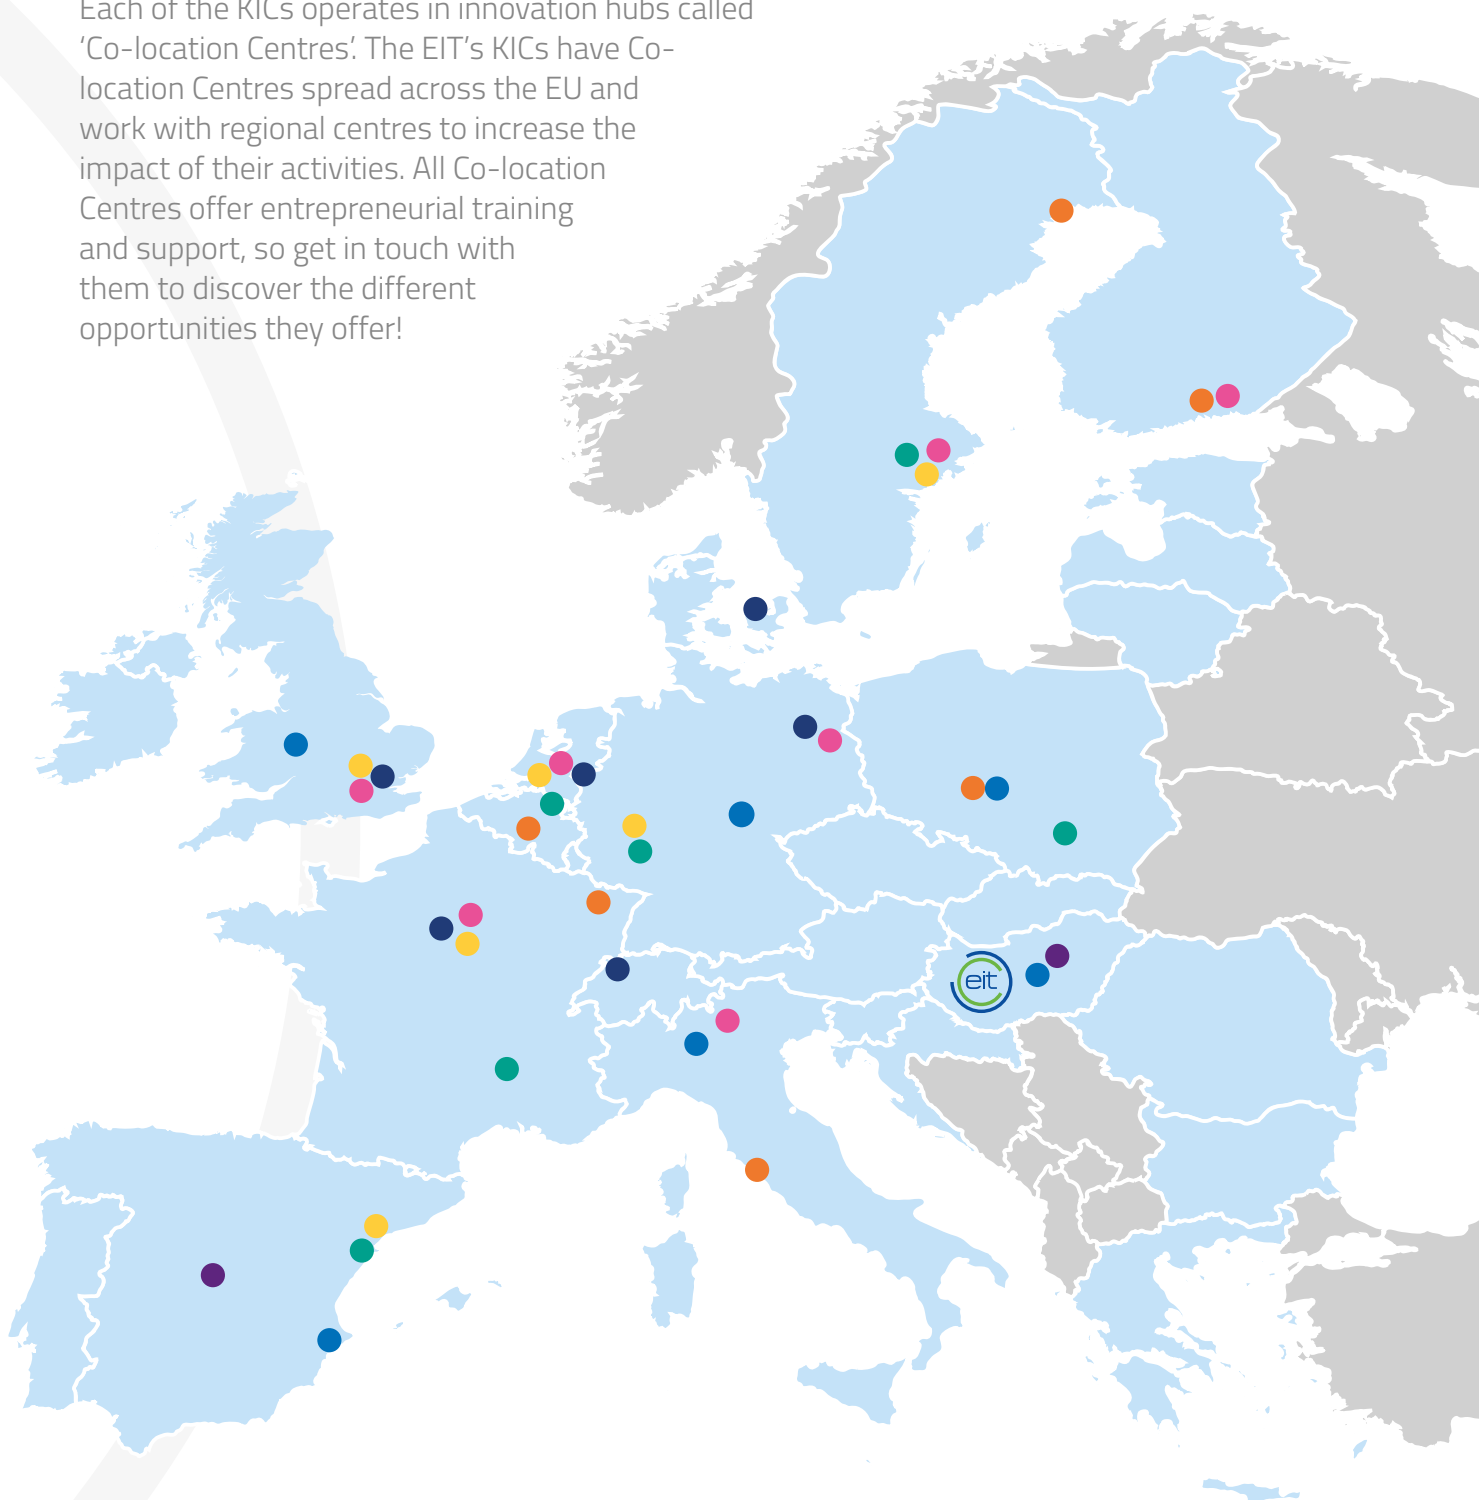 Each of the KICs operates in innovation hubs called
‘Co-location Centres’. The EIT’s KICs have Co-
location Centres spread across the EU and
work with regional centres to increase the
impact of their activities. All Co-location
Centres offer entrepreneurial training
and support, so get in touch with
them to discover the different
opportunities they offer!
eit